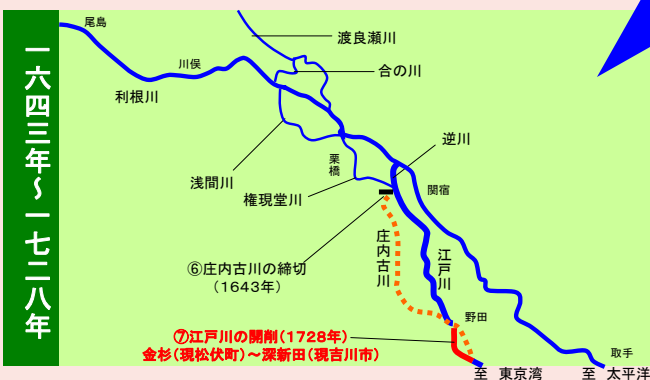 一六四三年～一七二八年
尾島
渡良瀬川
川俣
合の川
利根川
逆川
栗橋
浅間川
関宿
権現堂川
庄内古川
江戸川
⑥庄内古川の締切
（1643年）
野田
⑦江戸川の開削（1728年）
金杉（現松伏町）～深新田（現吉川市）
取手
至 東京湾
至 太平洋